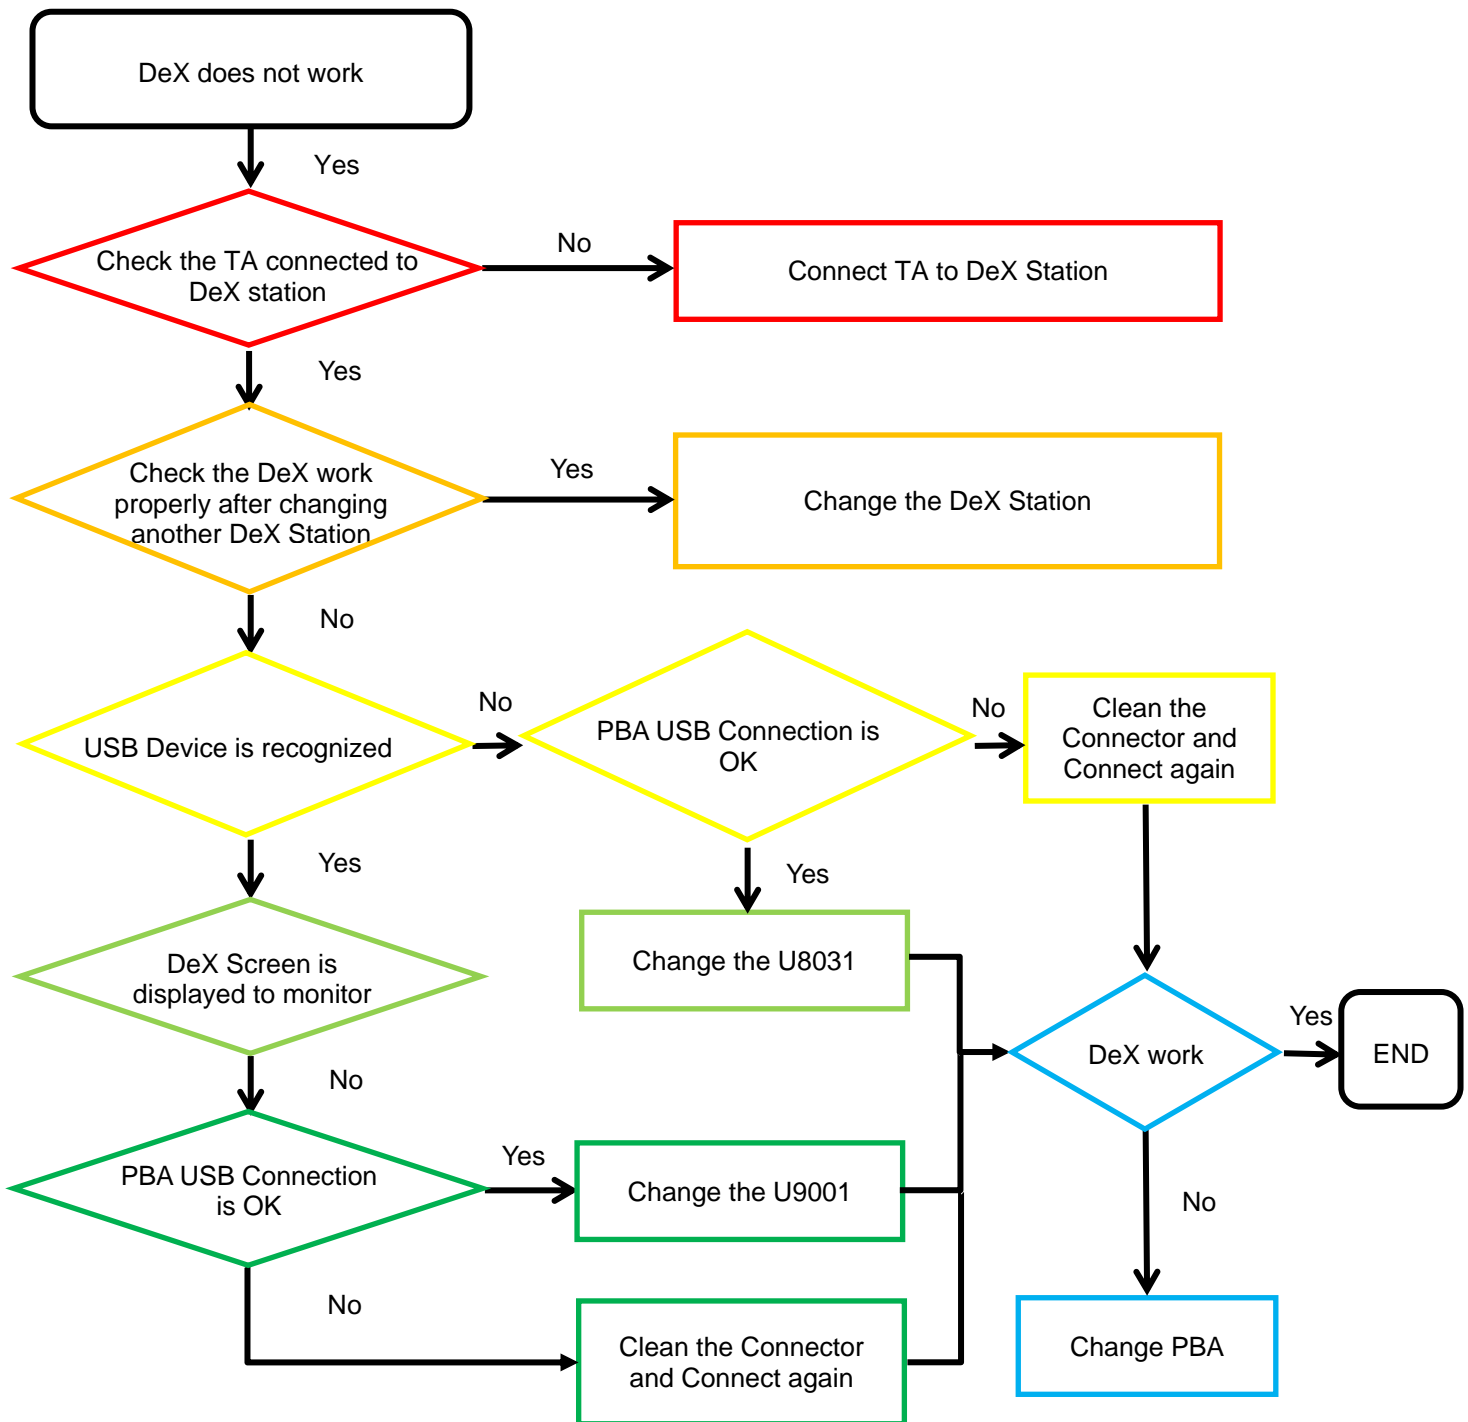 DeX does not work
Yes
Check the TA connected to
DeX station
No
Connect TA to DeX Station
Yes
Check the DeX work
properly after changing
another DeX Station
Yes
Change the DeX Station
No
USB Device is recognized
No
PBA USB Connection is
OK
No
Clean the
Connector and
Connect again
Yes
Yes
DeX Screen is
displayed to monitor
Change the U8031
DeX work
Yes
END
No
PBA USB Connection
is OK
Yes
Change the U9001
No
No
Clean the Connector
and Connect again
Change PBA